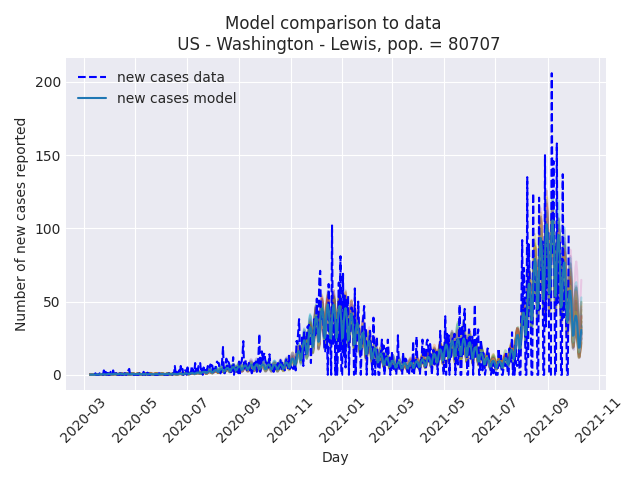 Model comparison to data
US - Washington - Lewis, pop. = 80707
new cases data
new cases model
Number of new cases reported
200
150
100
50
0
2020-03
2020-05
2020-07
2020-09
2020-11
2021-01
2021-03
2021-05
2021-07
2021-09
2021-11
Day